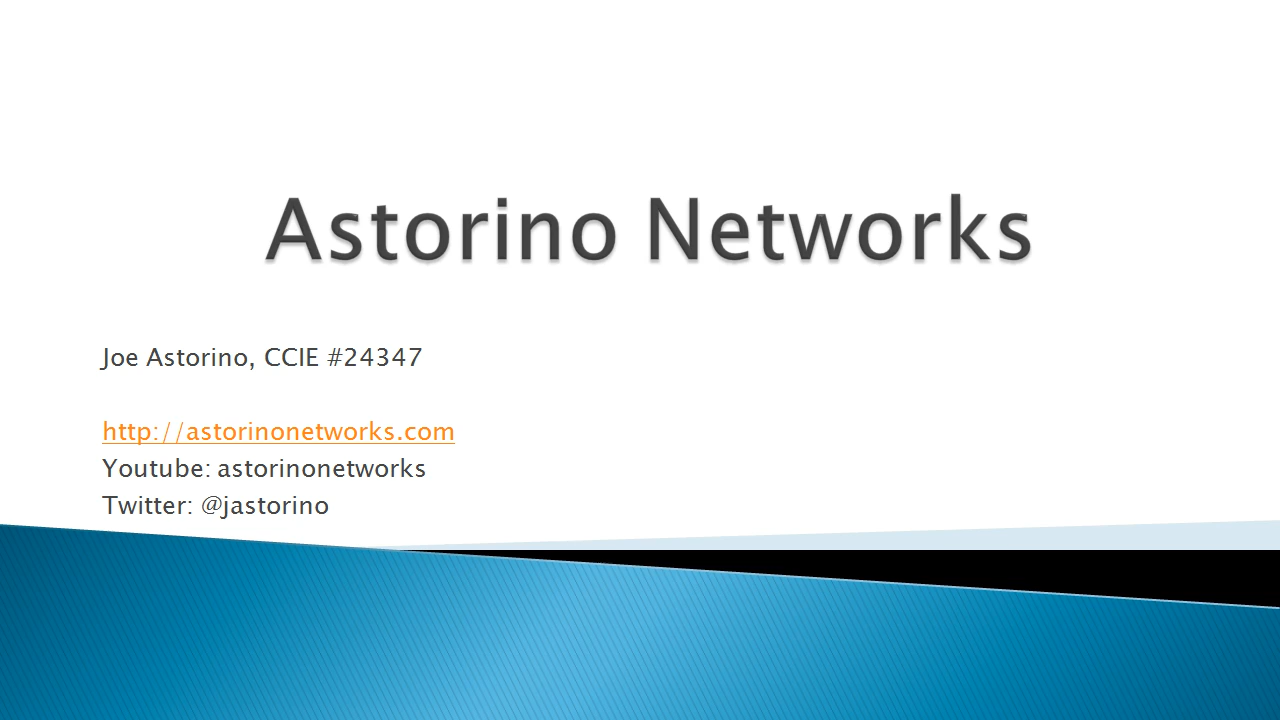 Astorino Networks
Joe Astorino, CCIE #24347
http://astorinonetworks.com
Youtube: astorinonetworks
Twitter: @jastorino